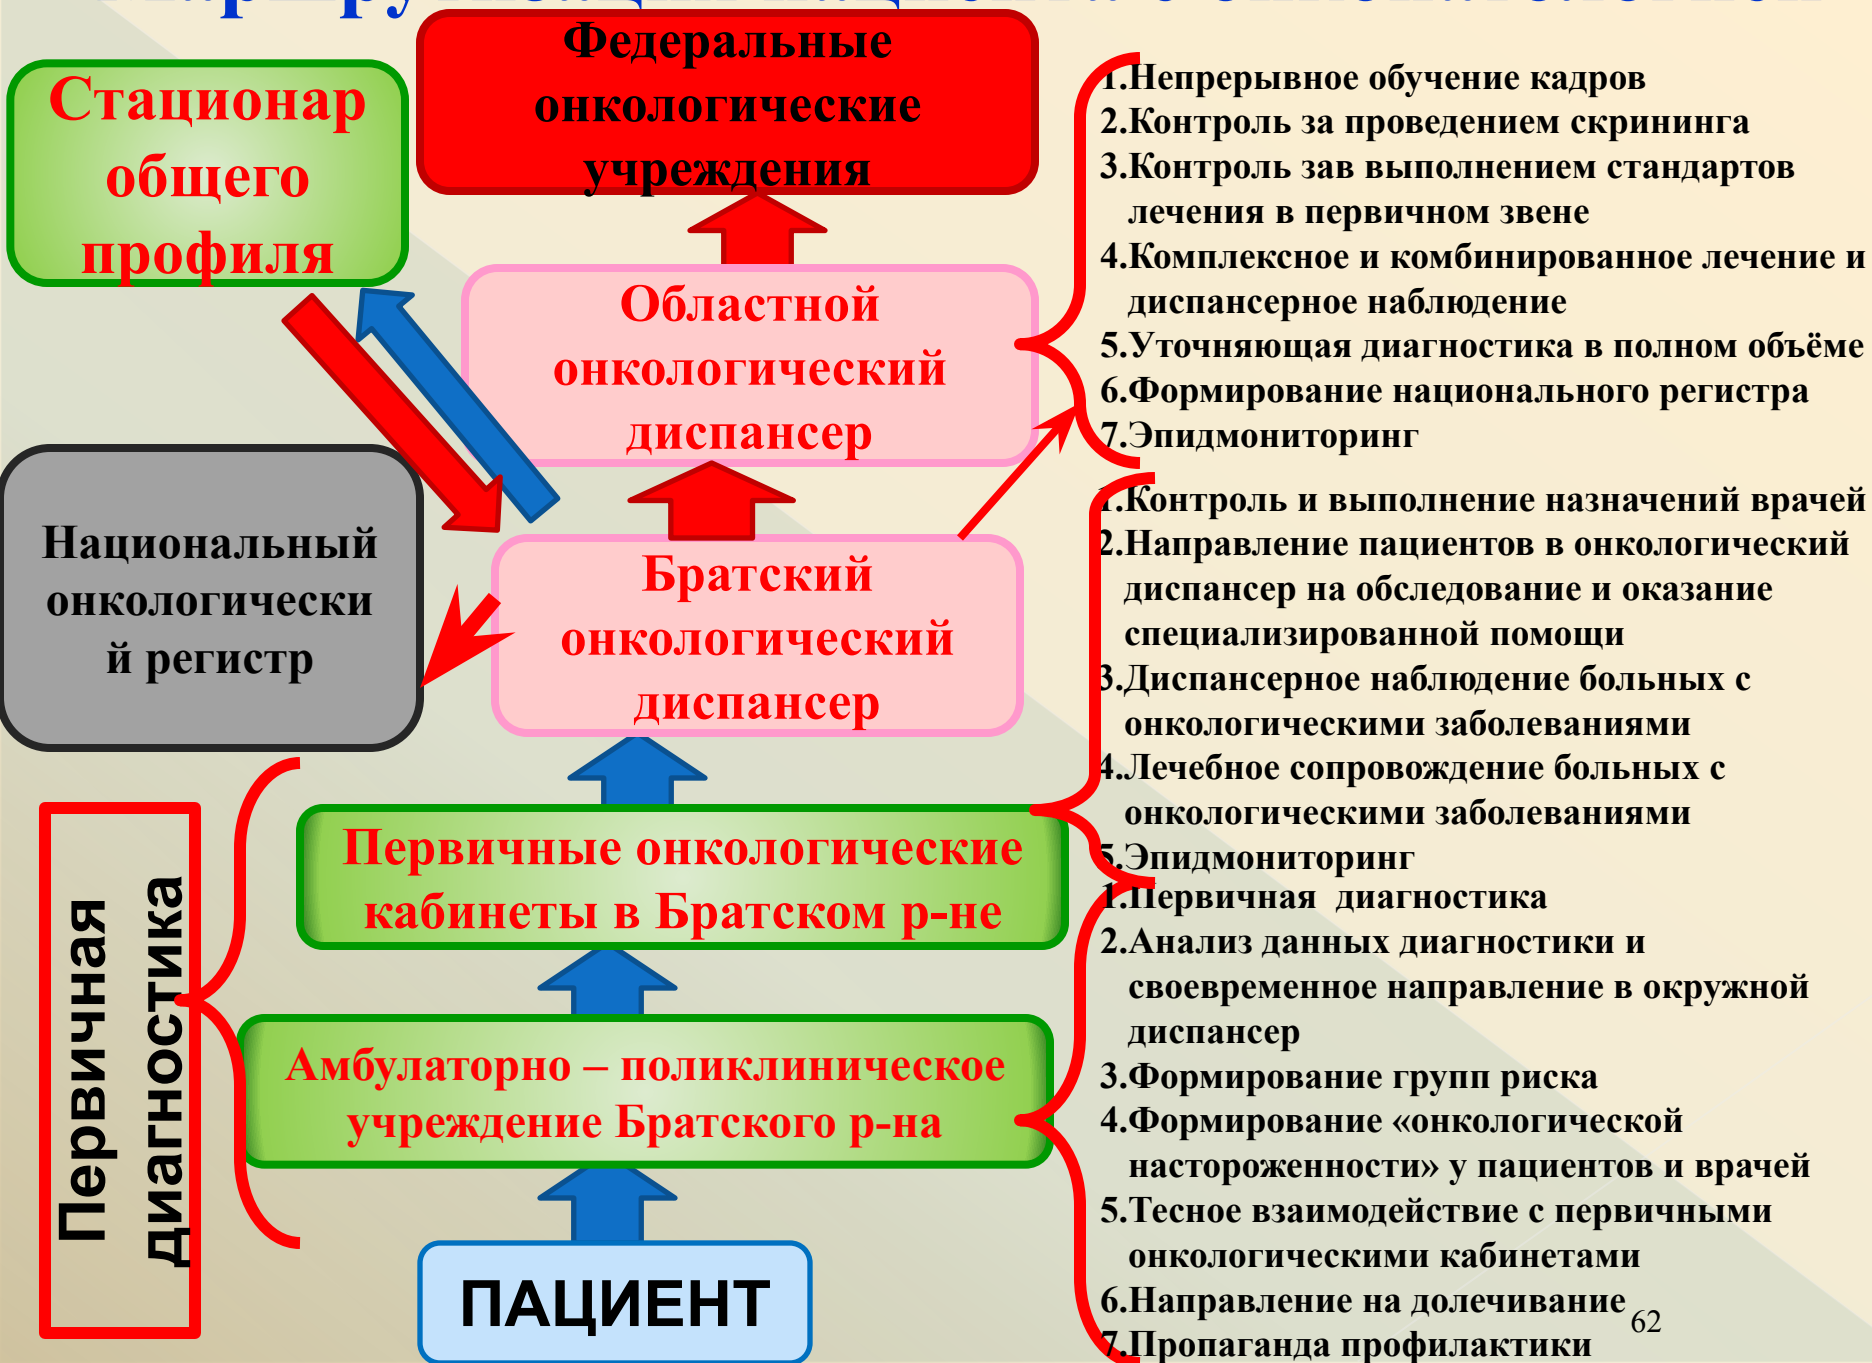 Федеральные
онкологические
учреждения
Стационар
общего
профиля
Областной
онкологический
диспансер
Национальный
онкологически
й регистр
Братский
онкологический
диспансер
Первичные онкологические
кабинеты в Братском р-не
Амбулаторно – поликлиническое
учреждение Братского р-на
ПАЦИЕНТ
Первичная
диагностика
1.Непрерывное обучение кадров
2.Контроль за проведением скрининга
3.Контроль зав выполнением стандартов
лечения в первичном звене
4.Комплексное и комбинированное лечение и
диспансерное наблюдение
5.Уточняющая диагностика в полном объёме
6.Формирование национального регистра
7.Эпидмониторинг
1.Контроль и выполнение назначений врачей
2.Направление пациентов в онкологический
диспансер на обследование и оказание
специализированной помощи
3.Диспансерное наблюдение больных с
онкологическими заболеваниями
4.Лечебное сопровождение больных с
онкологическими заболеваниями
5.Эпидмониторинг
1.Первичная диагностика
2.Анализ данных диагностики и
своевременное направление в окружной
диспансер
3.Формирование групп риска
4.Формирование «онкологической
настороженности» у пациентов и врачей
5.Тесное взаимодействие с первичными
онкологическими кабинетами
6.Направление на долечивание
7.Пропаганда профилактики
62